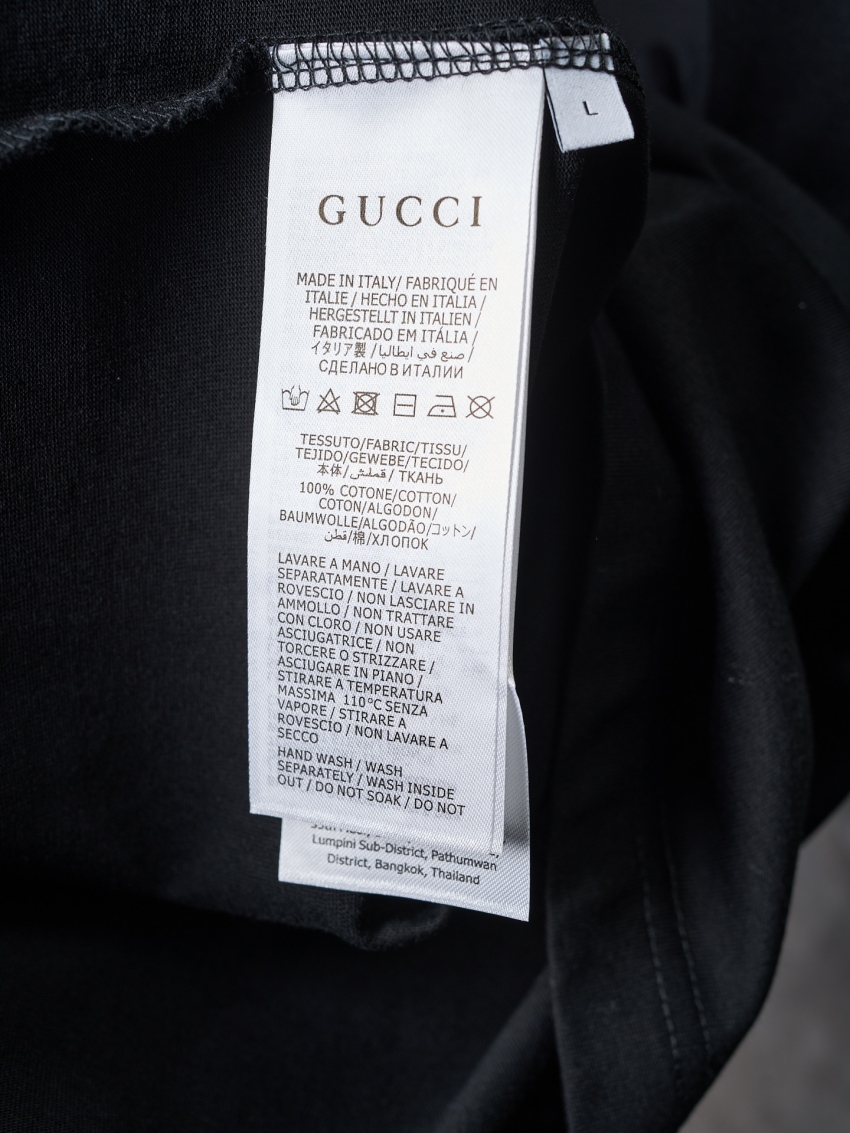 L
GUCCI
MADE IN ITALY/ FABRIQUÉ EN
ITALIE / HECHO EN ITALIA /
HERGESTELLT IN ITALIEN /
FABRICADO EM ITÁLIA /
イタリア製 /صنع في ايطاليا/
СДЕЛАНО В ИТАЛИИ
TESSUTO/FABRIC/TISSU/
TEJIDO/GEWEBE/TECIDO/
本体/قملش/ ТКАНЬ
100% COTONE/COTTON/
COTON/ALGODON/
BAUMWOLLE/ALGODÃO/コットン/
قطن/棉/ХЛОПОК
LAVARE A MANO / LAVARE
SEPARATAMENTE / LAVARE A
ROVESCIO / NON LASCIARE IN
AMMOLLO / NON TRATTARE
CON CLORO / NON USARE
ASCIUGATRICE / NON
TORCERE O STRIZZARE /
ASCIUGARE IN PIANO /
STIRARE A TEMPERATURA
MASSIMA 110°C SENZA
VAPORE / STIRARE A
ROVESCIO / NON LAVARE A
SECCO
HAND WASH / WASH
SEPARATELY / WASH INSIDE
OUT / DO NOT SOAK / DO NOT
Lumpini Sub-District, Pathumwan
District, Bangkok, Thailand